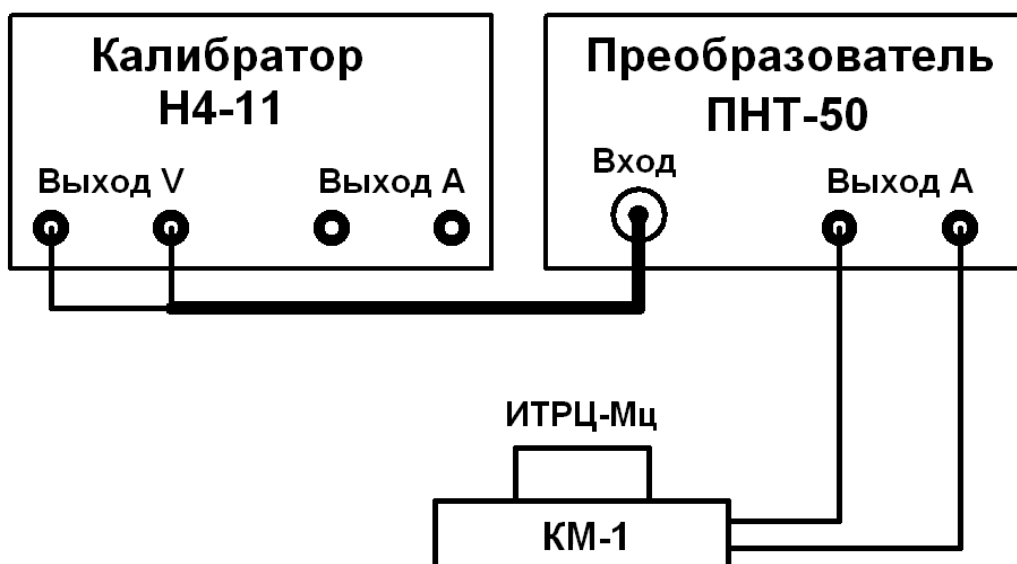 Калибратор
Н4-11
Выход V
Выход А
Преобразователь
ПНТ-50
Вход
Выход А
ИТРЦ-Мц
КМ-1